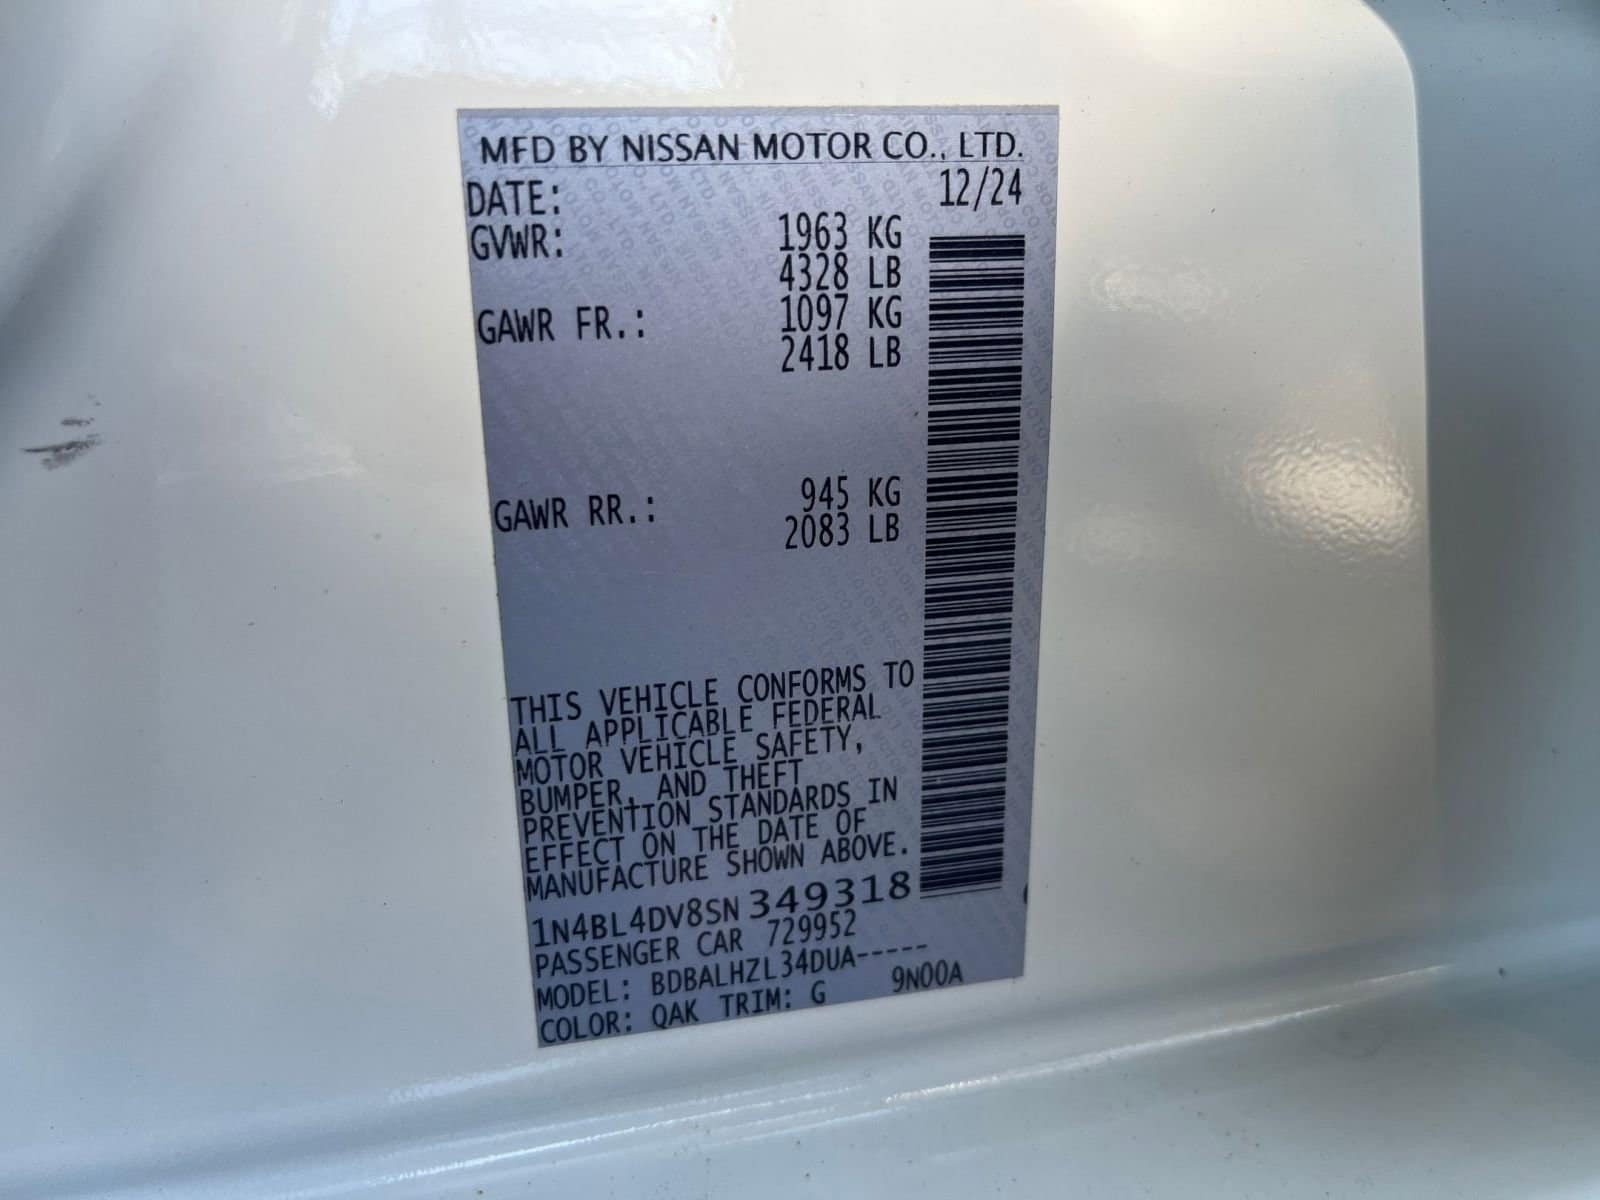 MFD BY NISSAN MOTOR CO., LTD.
DATE: 12/24
GVWR: 1963 KG
4328 LB
GAWR FR.: 1097 KG
2418 LB
GAWR RR.: 945 KG
2083 LB
THIS VEHICLE CONFORMS TO
ALL APPLICABLE FEDERAL
MOTOR VEHICLE SAFETY,
BUMPER, AND THEFT
PREVENTION STANDARDS IN
EFFECT ON THE DATE OF
MANUFACTURE SHOWN ABOVE.
1N4BL4DV8SN349318
PASSENGER CAR 729952
MODEL: BDBALHZL34DUA-----
COLOR: QAK TRIM: G 9N00A